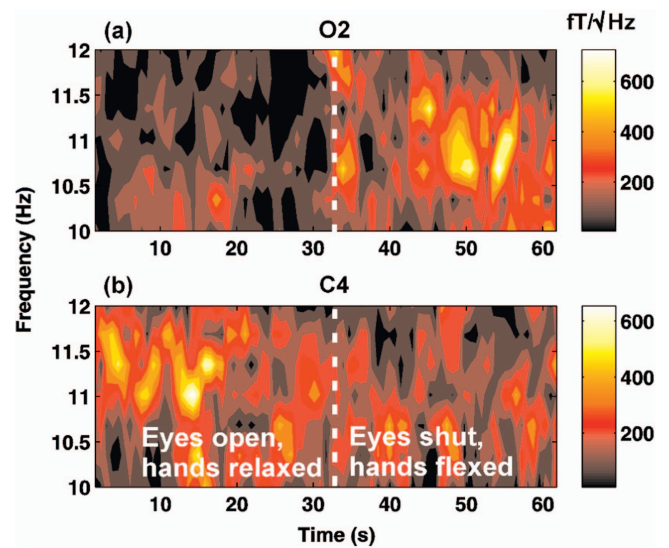 (a) O2 fT/√Hz
12
11.5
11
10.5
10
10 20 30 40 50 60
600
400
200
Frequency (Hz)
(b) C4
12
11.5
11
10.5
10
Eyes open, Eyes shut,
hands relaxed hands flexed
10 20 30 40 50 60
600
400
200
Time (s)